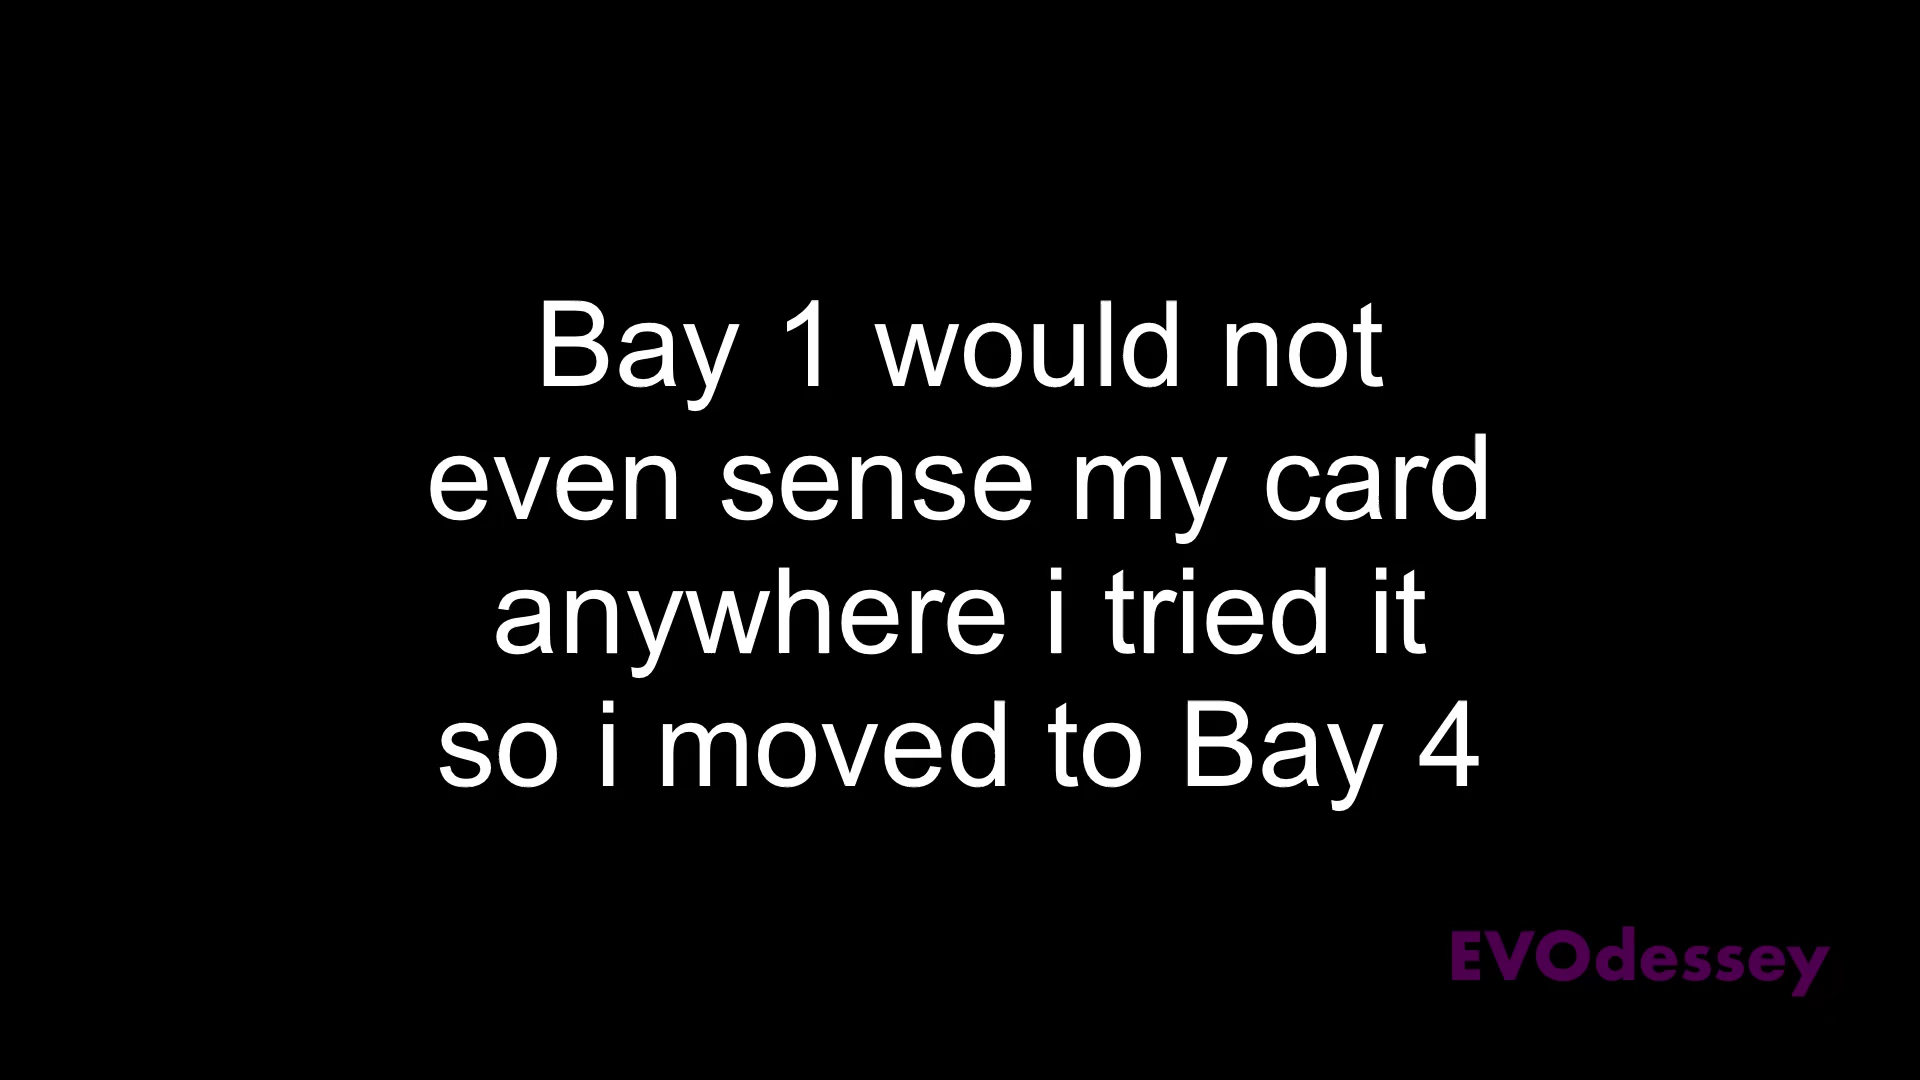 Bay 1 would not
even sense my card
anywhere i tried it
so i moved to Bay 4
EVOdessey